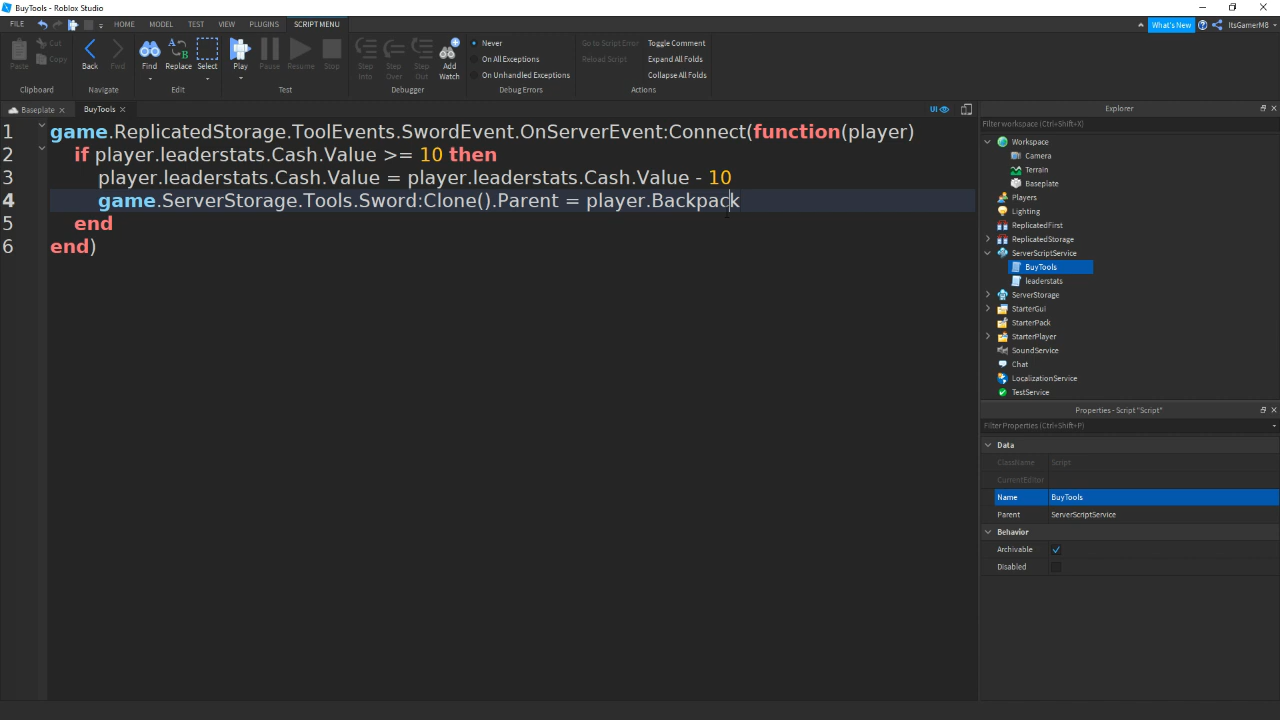 BuyTools - Roblox Studio
FILE HOME MODEL TEST VIEW PLUGINS SCRIPT MENU What's New ItsGamerM8
Paste Cut Copy Back Fwd Find Replace Select Play Pause Resume Stop Step Into Step Over Step Out Add Watch
Never
On All Exceptions
On Unhandled Exceptions
Go to Script Error
Reload Script
Toggle Comment
Expand All Folds
Collapse All Folds
Clipboard Navigate Edit Test Debugger Debug Errors Actions
Baseplate BuyTools UI
1 game.ReplicatedStorage.ToolEvents.SwordEvent.OnServerEvent:Connect(function(player)
2 if player.leaderstats.Cash.Value >= 10 then
3 player.leaderstats.Cash.Value = player.leaderstats.Cash.Value - 10
4 game.ServerStorage.Tools.Sword:Clone().Parent = player.Backpack
5 end
6 end)
Explorer
Filter workspace (Ctrl+Shift+X)
Workspace
Camera
Terrain
Baseplate
Players
Lighting
ReplicatedFirst
ReplicatedStorage
ServerScriptService
BuyTools
leaderstats
ServerStorage
StarterGui
StarterPack
StarterPlayer
SoundService
Chat
LocalizationService
TestService
Properties - Script "Script"
Filter Properties (Ctrl+Shift+P)
Data
ClassName Script
CurrentEditor
Name BuyTools
Parent ServerScriptService
Behavior
Archivable
Disabled